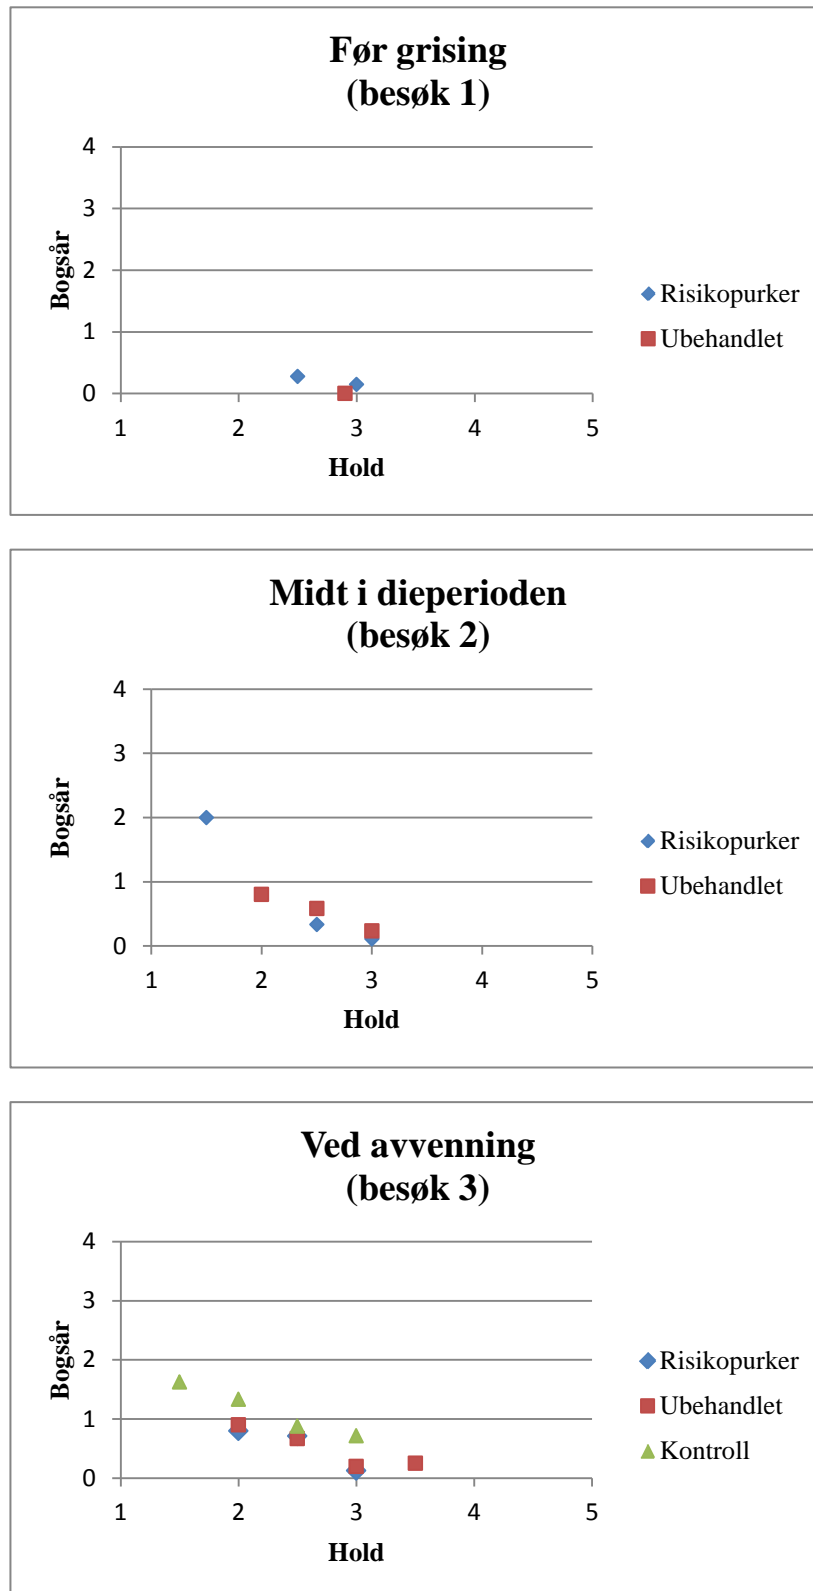 Før grising
(besøk 1)
4
3
2
1
0
Bogsår
1 2 3 4 5
Hold
Risikopurker
Ubehandlet
Midt i dieperioden
(besøk 2)
4
3
2
1
0
Bogsår
1 2 3 4 5
Hold
Risikopurker
Ubehandlet
Ved avvenning
(besøk 3)
4
3
2
1
0
Bogsår
1 2 3 4 5
Hold
Risikopurker
Ubehandlet
Kontroll